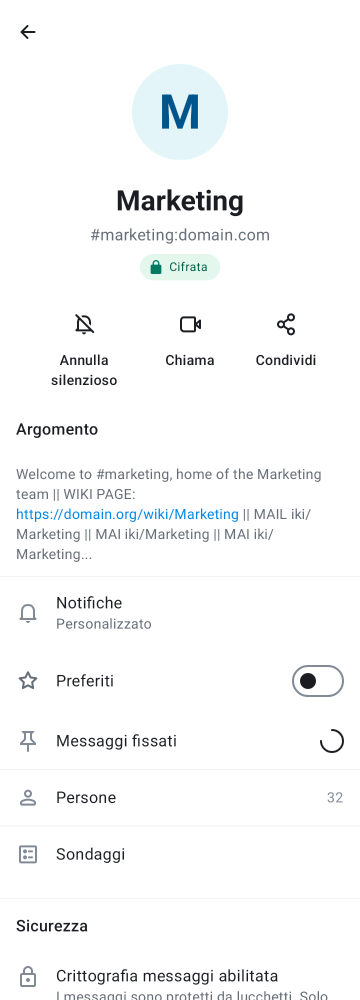 M
Marketing
#marketing:domain.com
Cifrata
Annulla
silenzioso
Chiama
Condividi
Argomento
Welcome to #marketing, home of the Marketing
team || WIKI PAGE:
https://domain.org/wiki/Marketing || MAIL iki/
Marketing || MAI iki/Marketing || MAI iki/
Marketing...
Notifiche
Personalizzato
Preferiti
Messaggi fissati
Persone 32
Sondaggi
Sicurezza
Crittografia messaggi abilitata
I messaggi sono protetti da lucchetti. Solo